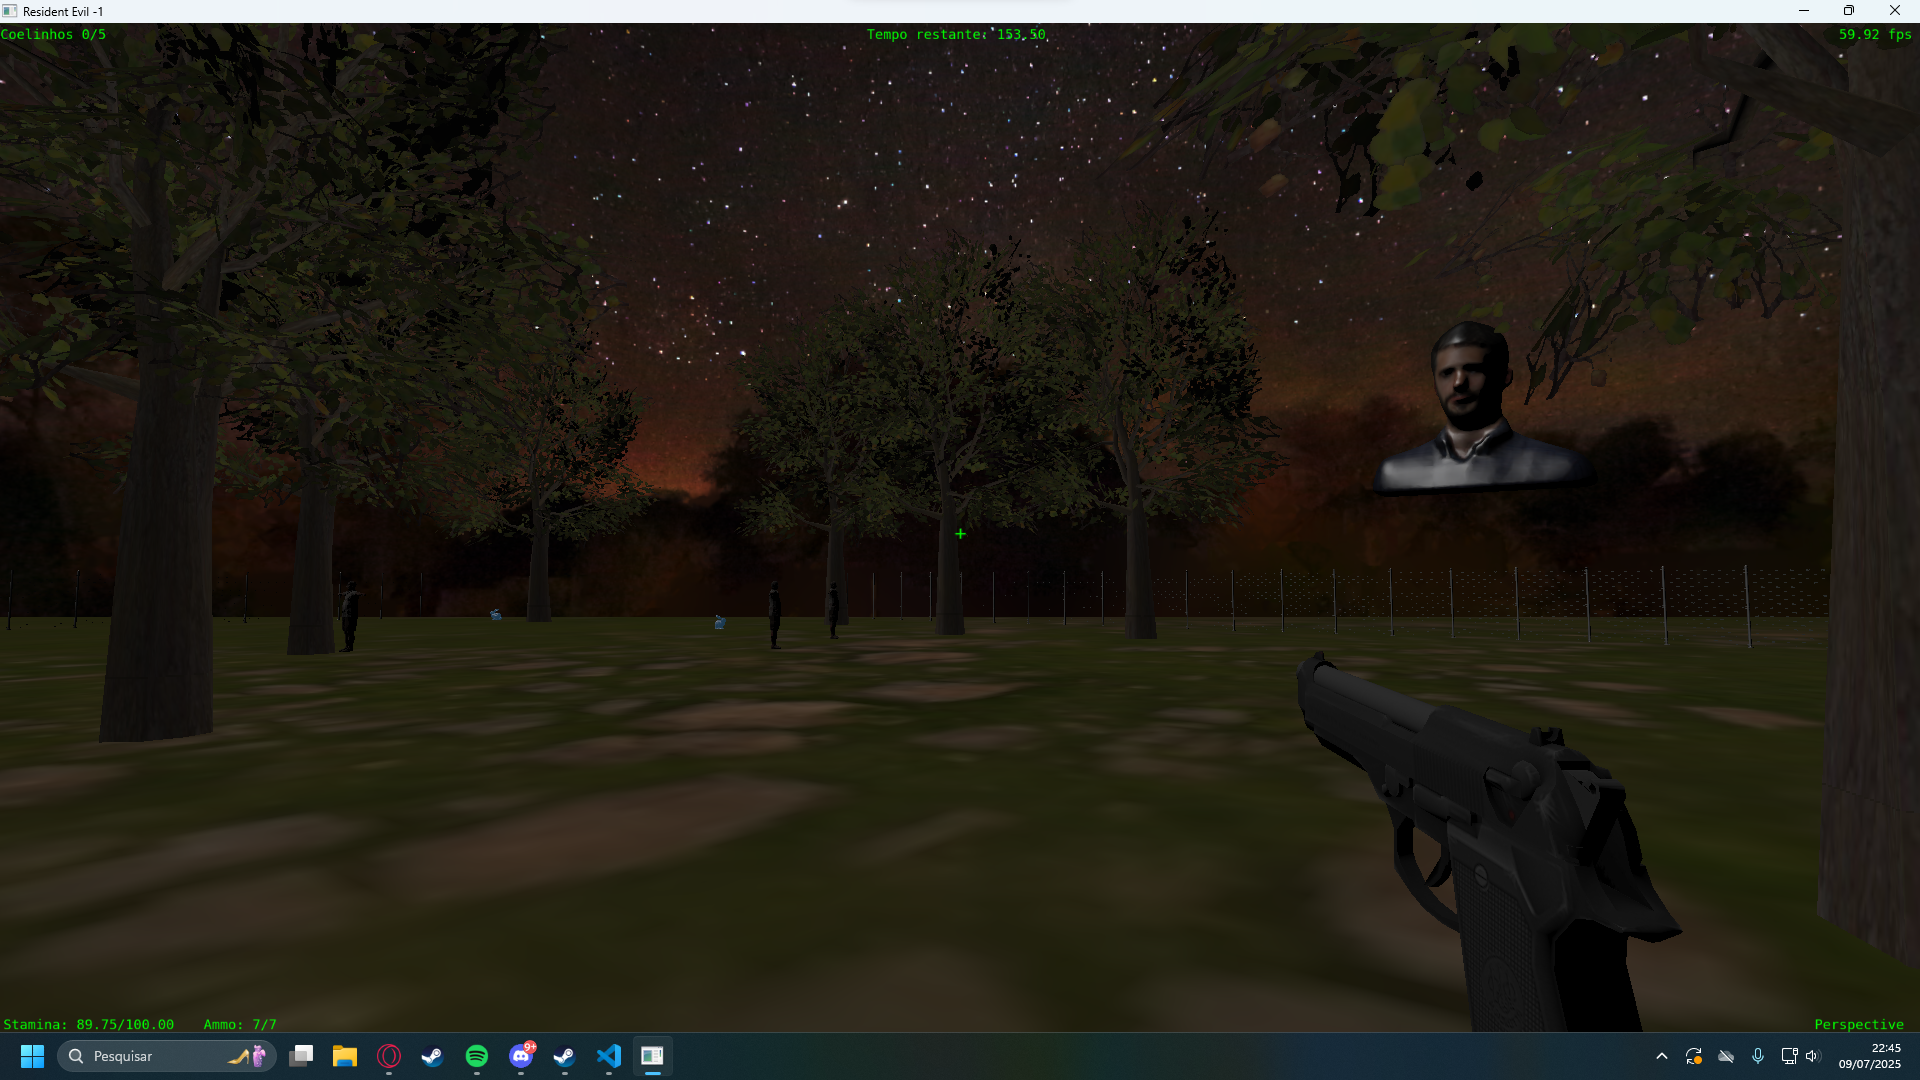 Resident Evil -1
Coelinhos 0/5
Tempo restante: 153.50
59.92 fps
Stamina: 89.75/100.00
Ammo: 7/7
Perspective
Pesquisar
9+
22:45
09/07/2025